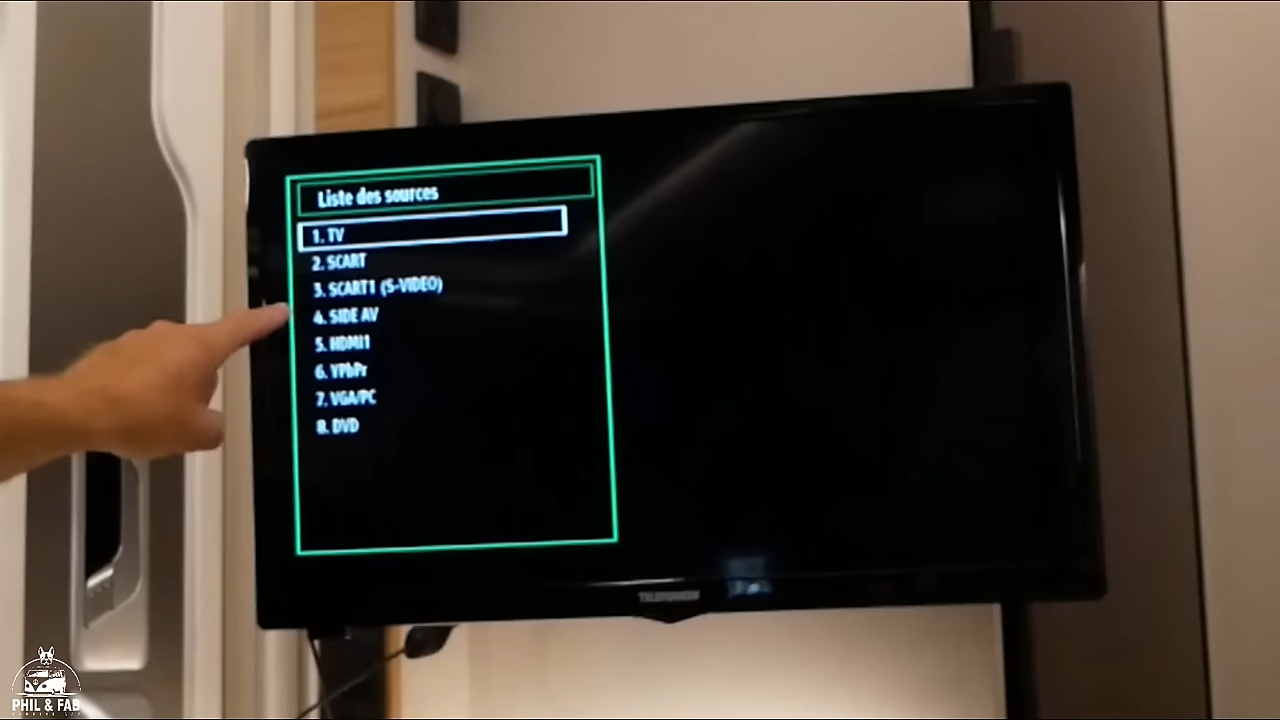 Liste des sources
1. TV
2. SCART
3. SCART1 (S-VIDEO)
4. SIDE AV
5. HDMI1
6. YPbPr
7. VGA/PC
8. DVD
TELEFUNKEN
PHIL & FAB